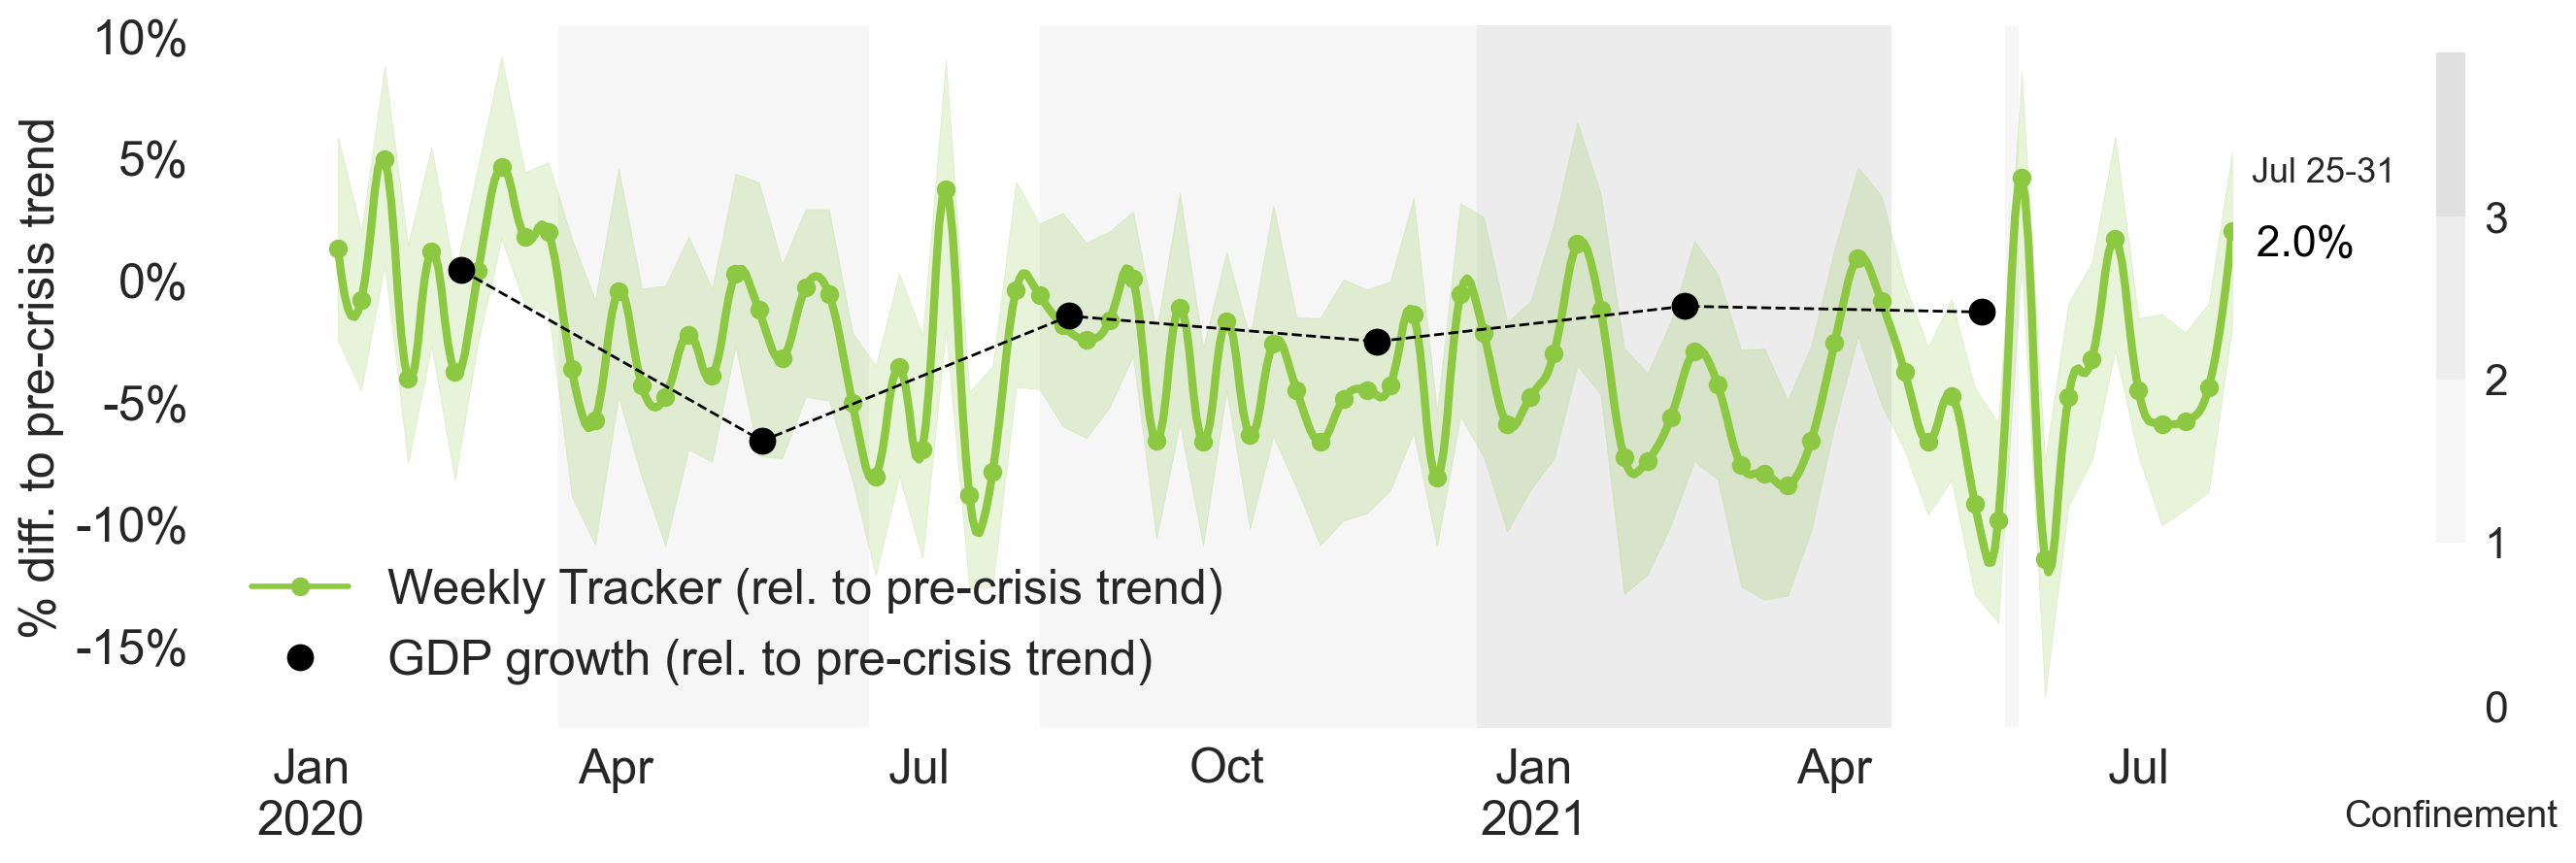 10%
5%
0%
-5%
-10%
-15%
% diff. to pre-crisis trend
Weekly Tracker (rel. to pre-crisis trend)
GDP growth (rel. to pre-crisis trend)
Jul 25-31
2.0%
3
2
1
0
Jan Apr Jul Oct Jan Apr Jul
2020 2021
Confinement